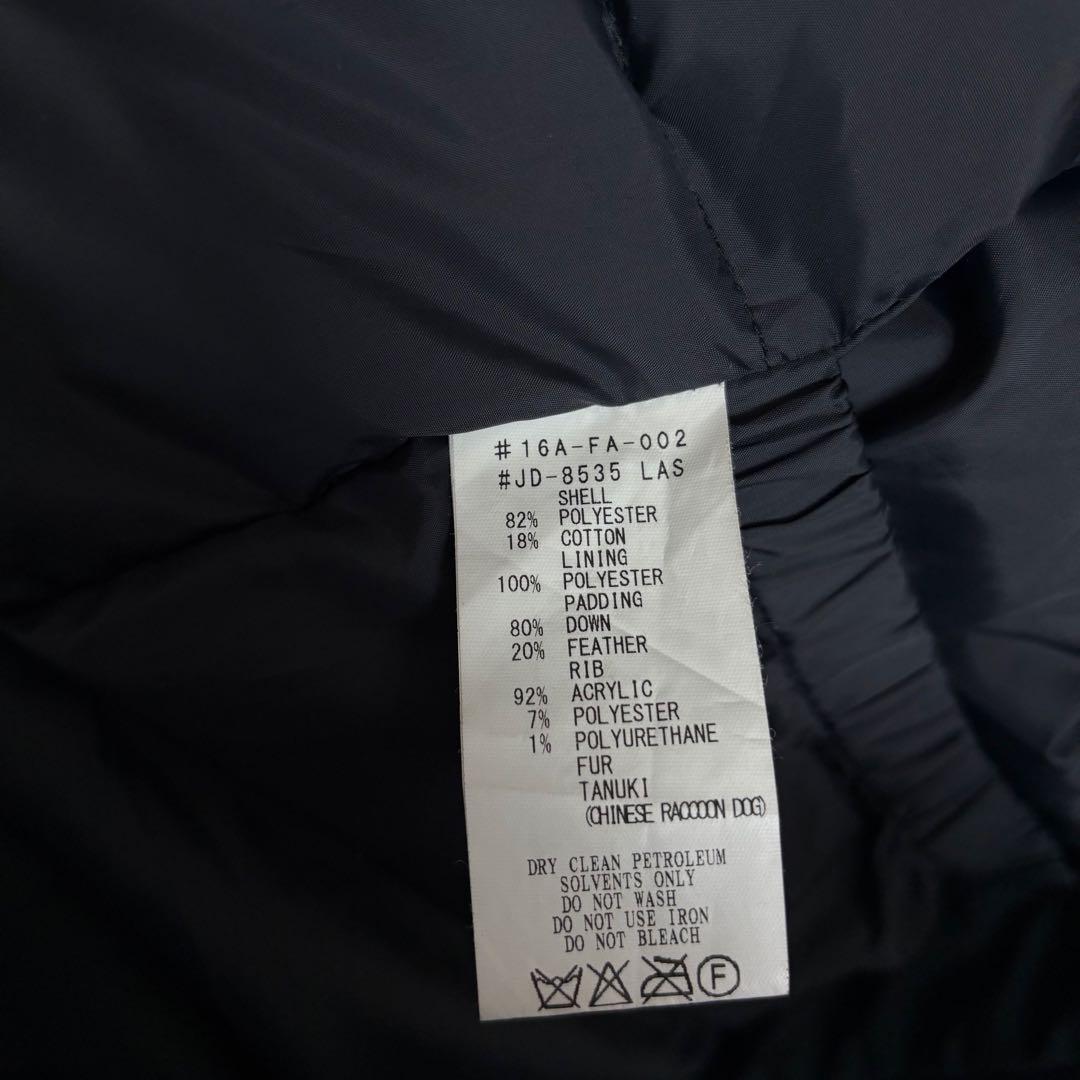 #16A-FA-002
#JD-8535 LAS
SHELL
82% POLYESTER
18% COTTON
LINING
100% POLYESTER
PADDING
80% DOWN
20% FEATHER
RIB
92% ACRYLIC
7% POLYESTER
1% POLYURETHANE
FUR
TANUKI
(CHINESE RACCOON DOG)
DRY CLEAN PETROLEUM
SOLVENTS ONLY
DO NOT WASH
DO NOT USE IRON
DO NOT BLEACH
F